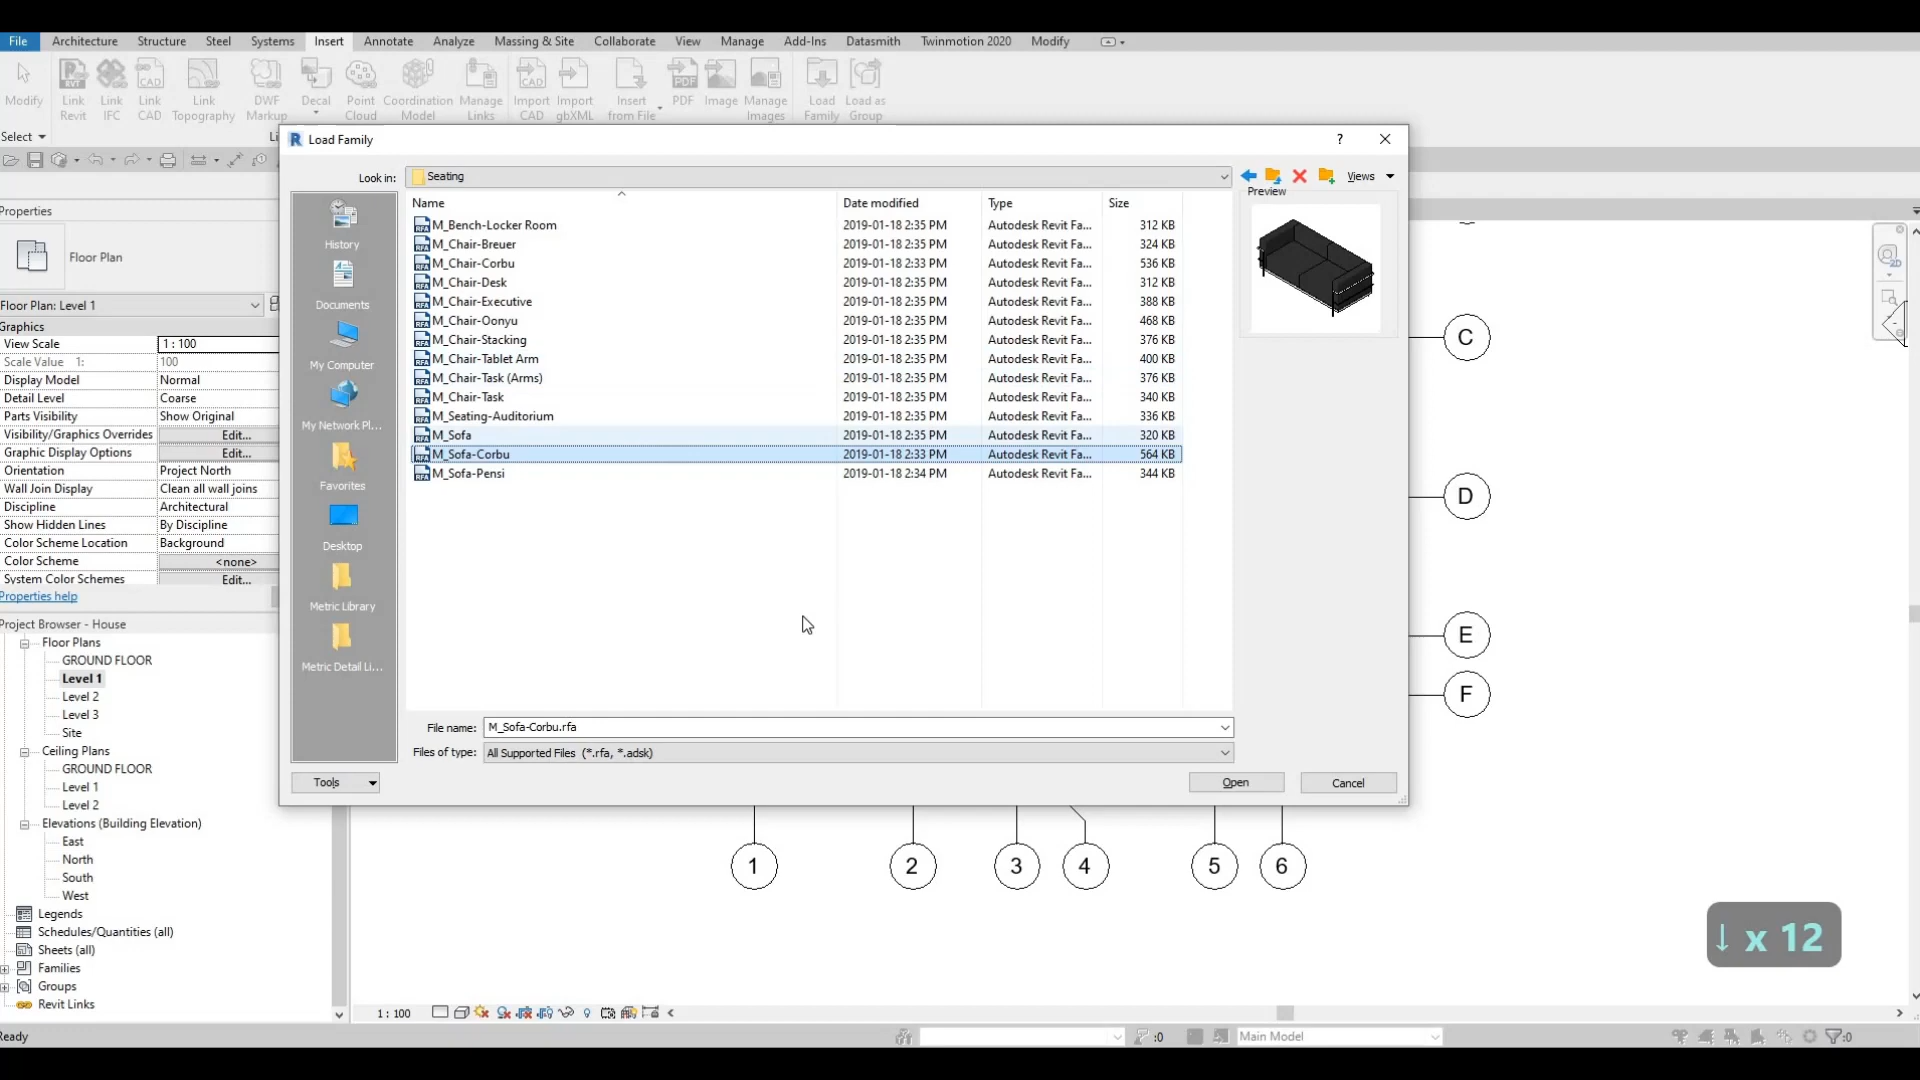 File Architecture Structure Steel Systems Insert Annotate Analyze Massing & Site Collaborate View Manage Add-Ins Datasmith Twinmotion 2020 Modify
Modify Link Revit Link IFC Link CAD Link Topography DWF Markup Decal Point Cloud Coordination Model Manage Links Import CAD Import gbXML Insert from File PDF Image Manage Images Load Family Load as Group
Select
Load Family
Look in: Seating Views
Preview
Name Date modified Type Size
M_Bench-Locker Room 2019-01-18 2:35 PM Autodesk Revit Fa... 312 KB
M_Chair-Breuer 2019-01-18 2:35 PM Autodesk Revit Fa... 324 KB
M_Chair-Corbu 2019-01-18 2:33 PM Autodesk Revit Fa... 536 KB
M_Chair-Desk 2019-01-18 2:35 PM Autodesk Revit Fa... 312 KB
M_Chair-Executive 2019-01-18 2:35 PM Autodesk Revit Fa... 388 KB
M_Chair-Oonyu 2019-01-18 2:35 PM Autodesk Revit Fa... 468 KB
M_Chair-Stacking 2019-01-18 2:35 PM Autodesk Revit Fa... 376 KB
M_Chair-Tablet Arm 2019-01-18 2:35 PM Autodesk Revit Fa... 400 KB
M_Chair-Task (Arms) 2019-01-18 2:35 PM Autodesk Revit Fa... 376 KB
M_Chair-Task 2019-01-18 2:35 PM Autodesk Revit Fa... 340 KB
M_Seating-Auditorium 2019-01-18 2:35 PM Autodesk Revit Fa... 336 KB
M_Sofa 2019-01-18 2:35 PM Autodesk Revit Fa... 320 KB
M_Sofa-Corbu 2019-01-18 2:33 PM Autodesk Revit Fa... 564 KB
M_Sofa-Pensi 2019-01-18 2:34 PM Autodesk Revit Fa... 344 KB
History
Documents
My Computer
My Network Pl...
Favorites
Desktop
Metric Library
Metric Detail Li...
File name: M_Sofa-Corbu.rfa
Files of type: All Supported Files (*.rfa, *.adsk)
Tools Open Cancel
Properties
Floor Plan
Floor Plan: Level 1
Graphics
View Scale 1 : 100
Scale Value 1: 100
Display Model Normal
Detail Level Coarse
Parts Visibility Show Original
Visibility/Graphics Overrides Edit...
Graphic Display Options Edit...
Orientation Project North
Wall Join Display Clean all wall joins
Discipline Architectural
Show Hidden Lines By Discipline
Color Scheme Location Background
Color Scheme <none>
System Color Schemes Edit...
Properties help
Project Browser - House
Floor Plans
GROUND FLOOR
Level 1
Level 2
Level 3
Site
Ceiling Plans
GROUND FLOOR
Level 1
Level 2
Elevations (Building Elevation)
East
North
South
West
Legends
Schedules/Quantities (all)
Sheets (all)
Families
Groups
Revit Links
C
D
E
F
1 2 3 4 5 6
↓ x 12
1 : 100
Ready :0 Main Model :0